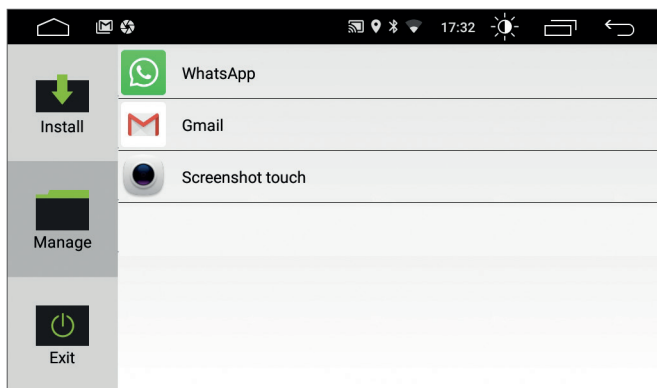 17:32
WhatsApp
Install
Gmail
Screenshot touch
Manage
Exit